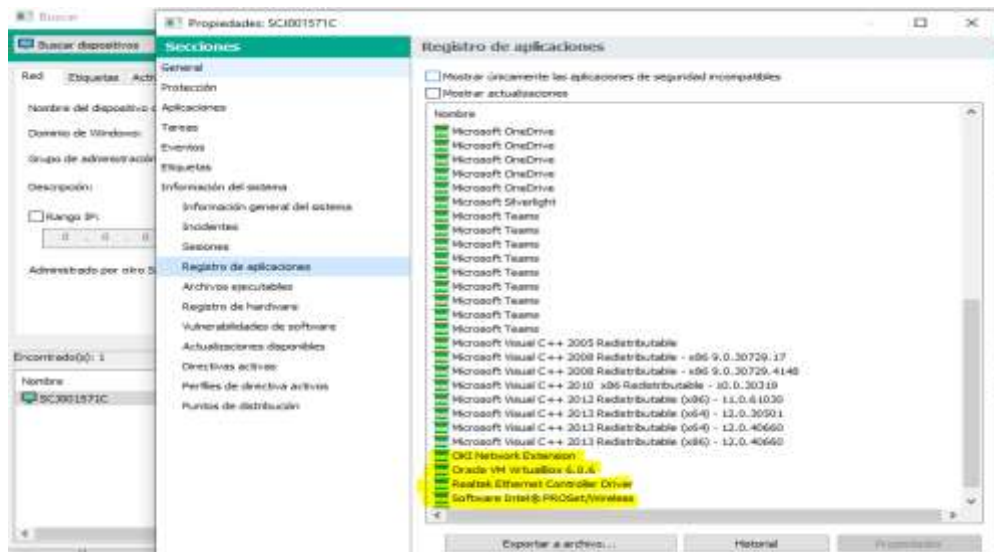 Buscar
Buscar dispositivos
Red Etiquetas
Nombre del dispositivo
Dominio de Windows:
Grupo de administración
Descripción:
Rango IP:
0 . 0 . 0
Administrado por otro
Encontrado(s): 1
Nombre
SCJ001571C
Propiedades: SCJ001571C
Secciones
General
Protección
Aplicaciones
Tareas
Eventos
Etiquetas
Información del sistema
Información general del sistema
Incidentes
Sesiones
Registro de aplicaciones
Archivos ejecutables
Registro de hardware
Vulnerabilidades de software
Actualizaciones disponibles
Directivas activas
Perfiles de directiva activos
Puntos de distribución
Registro de aplicaciones
Mostrar únicamente las aplicaciones de seguridad incompatibles
Mostrar actualizaciones
Nombre
Microsoft OneDrive
Microsoft OneDrive
Microsoft OneDrive
Microsoft OneDrive
Microsoft OneDrive
Microsoft Silverlight
Microsoft Teams
Microsoft Teams
Microsoft Teams
Microsoft Teams
Microsoft Teams
Microsoft Teams
Microsoft Teams
Microsoft Teams
Microsoft Teams
Microsoft Visual C++ 2005 Redistributable
Microsoft Visual C++ 2008 Redistributable - x86 9.0.30729.17
Microsoft Visual C++ 2008 Redistributable - x86 9.0.30729.4148
Microsoft Visual C++ 2010 x86 Redistributable - 10.0.30319
Microsoft Visual C++ 2012 Redistributable (x86) - 11.0.61030
Microsoft Visual C++ 2013 Redistributable (x64) - 12.0.30501
Microsoft Visual C++ 2013 Redistributable (x64) - 12.0.40660
Microsoft Visual C++ 2013 Redistributable (x86) - 12.0.40660
OKI Network Extension
Oracle VM VirtualBox 6.0.6
Realtek Ethernet Controller Driver
Software Intel® PROSet/Wireless
Exportar a archivo... Historial Propiedades